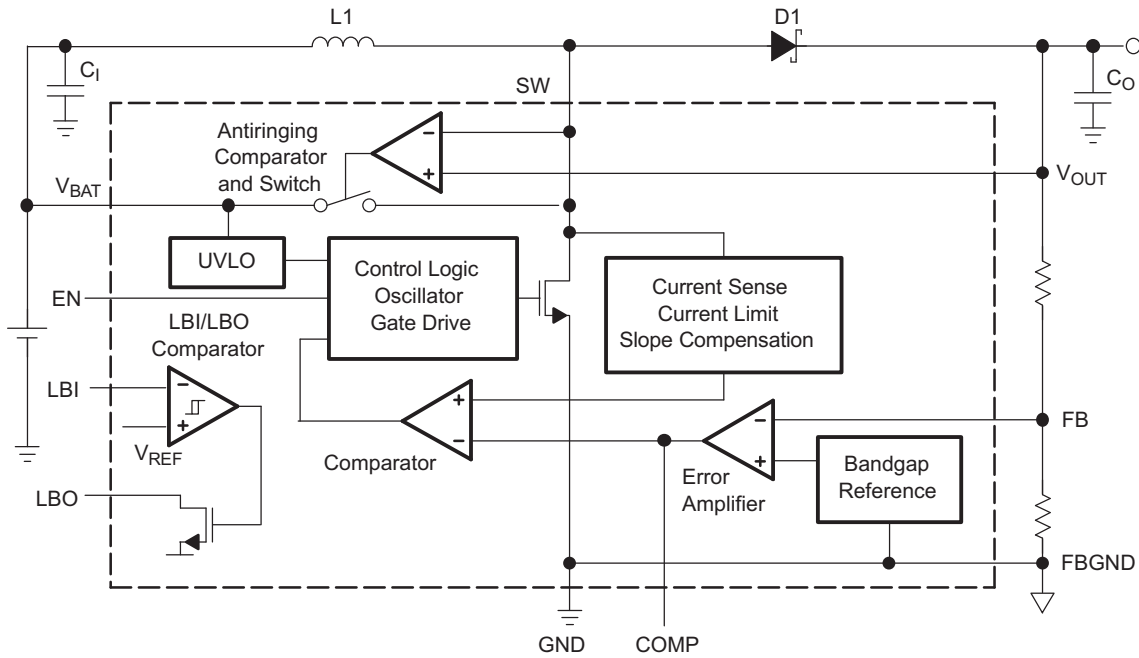 L1
D1
C_I
SW
C_O
Antiringing
Comparator
and Switch
−
+
V_BAT
V_OUT
UVLO
Control Logic
Oscillator
Gate Drive
Current Sense
Current Limit
Slope Compensation
EN
LBI/LBO
Comparator
LBI
−
+
V_REF
+
−
Comparator
−
+
FB
Error
Amplifier
Bandgap
Reference
LBO
FBGND
GND
COMP